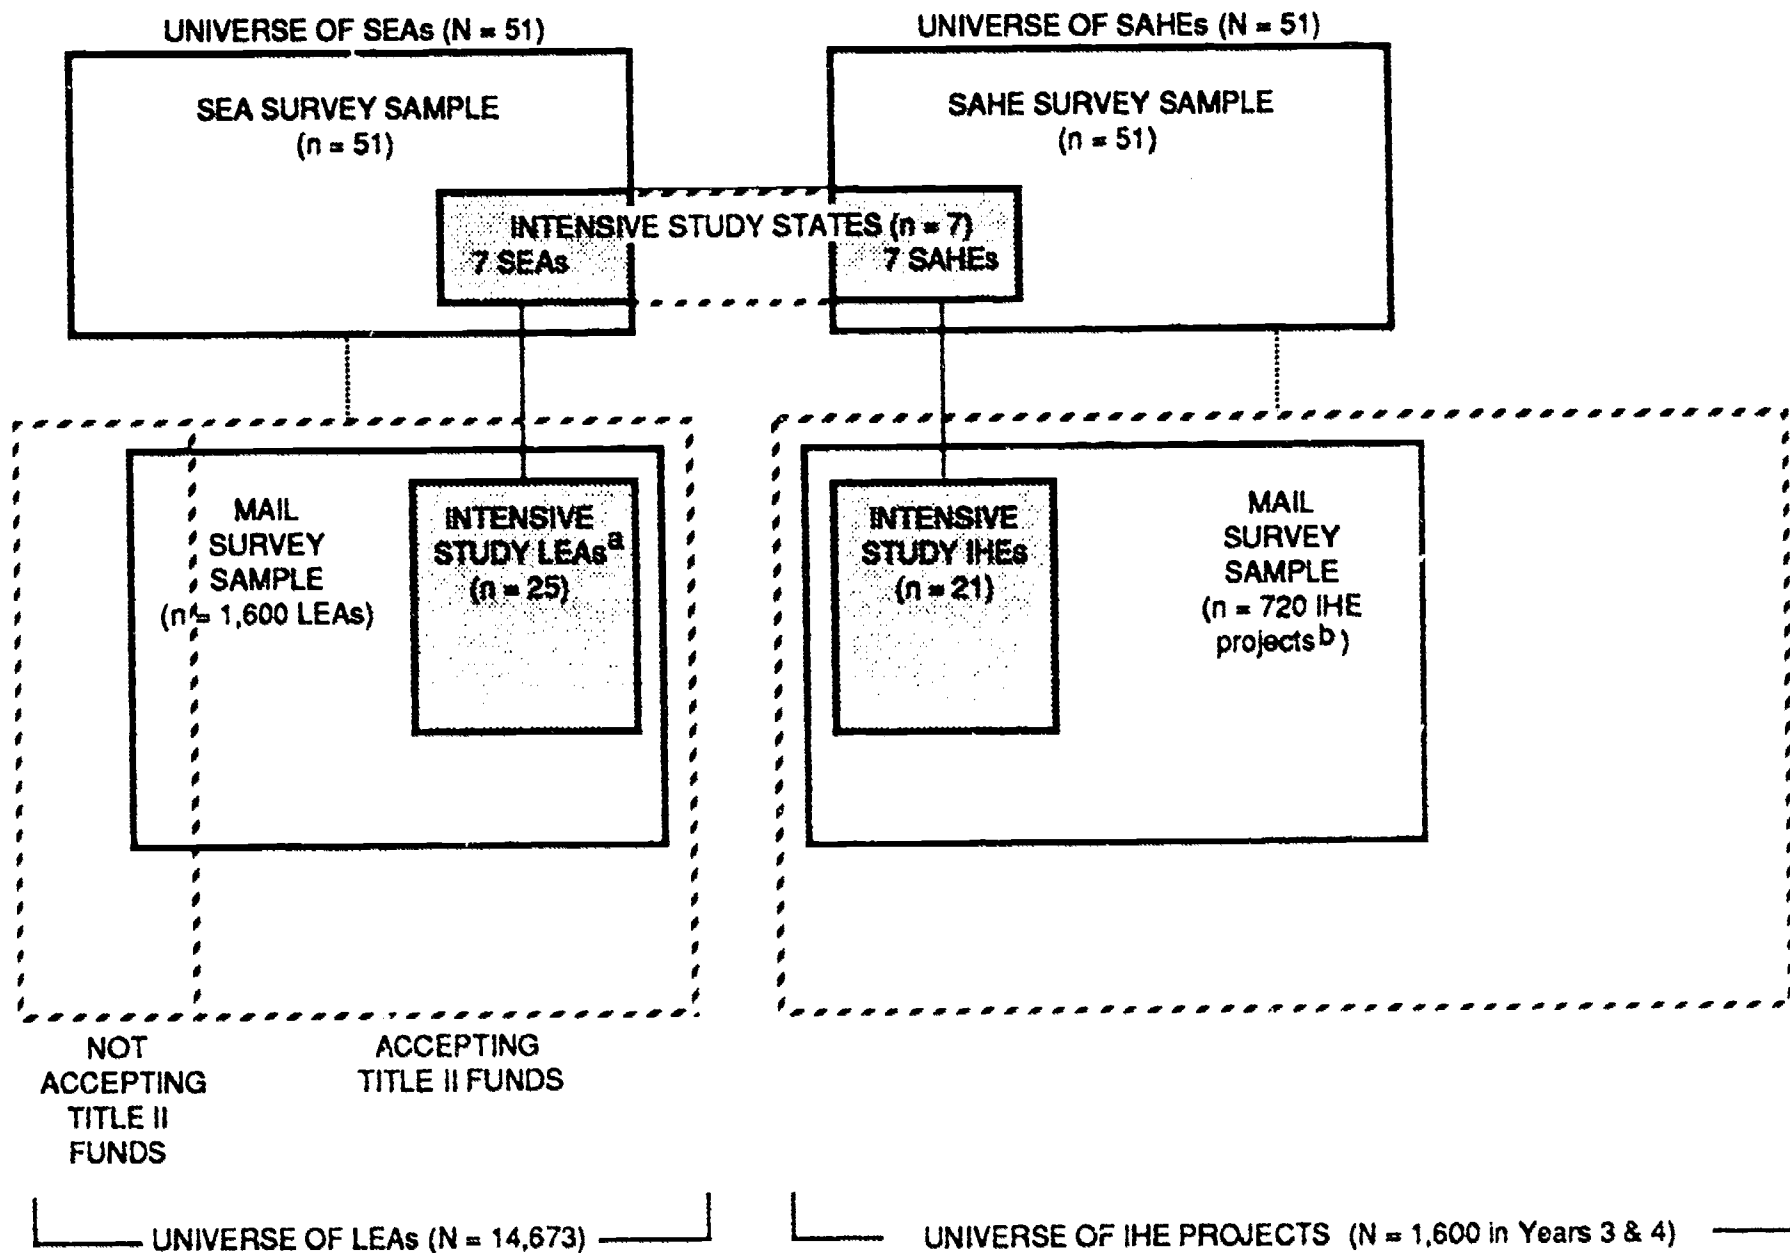 UNIVERSE OF SEAs (N = 51)
UNIVERSE OF SAHEs (N = 51)
SEA SURVEY SAMPLE
(n = 51)
SAHE SURVEY SAMPLE
(n = 51)
INTENSIVE STUDY STATES (n = 7)
7 SEAs
7 SAHEs
MAIL
SURVEY
SAMPLE
(n = 1,600 LEAs)
INTENSIVE
STUDY LEAsa
(n = 25)
INTENSIVE
STUDY IHEs
(n = 21)
MAIL
SURVEY
SAMPLE
(n = 720 IHE
projectsb)
NOT
ACCEPTING
TITLE II
FUNDS
ACCEPTING
TITLE II FUNDS
UNIVERSE OF LEAs (N = 14,673)
UNIVERSE OF IHE PROJECTS (N = 1,600 in Years 3 & 4)